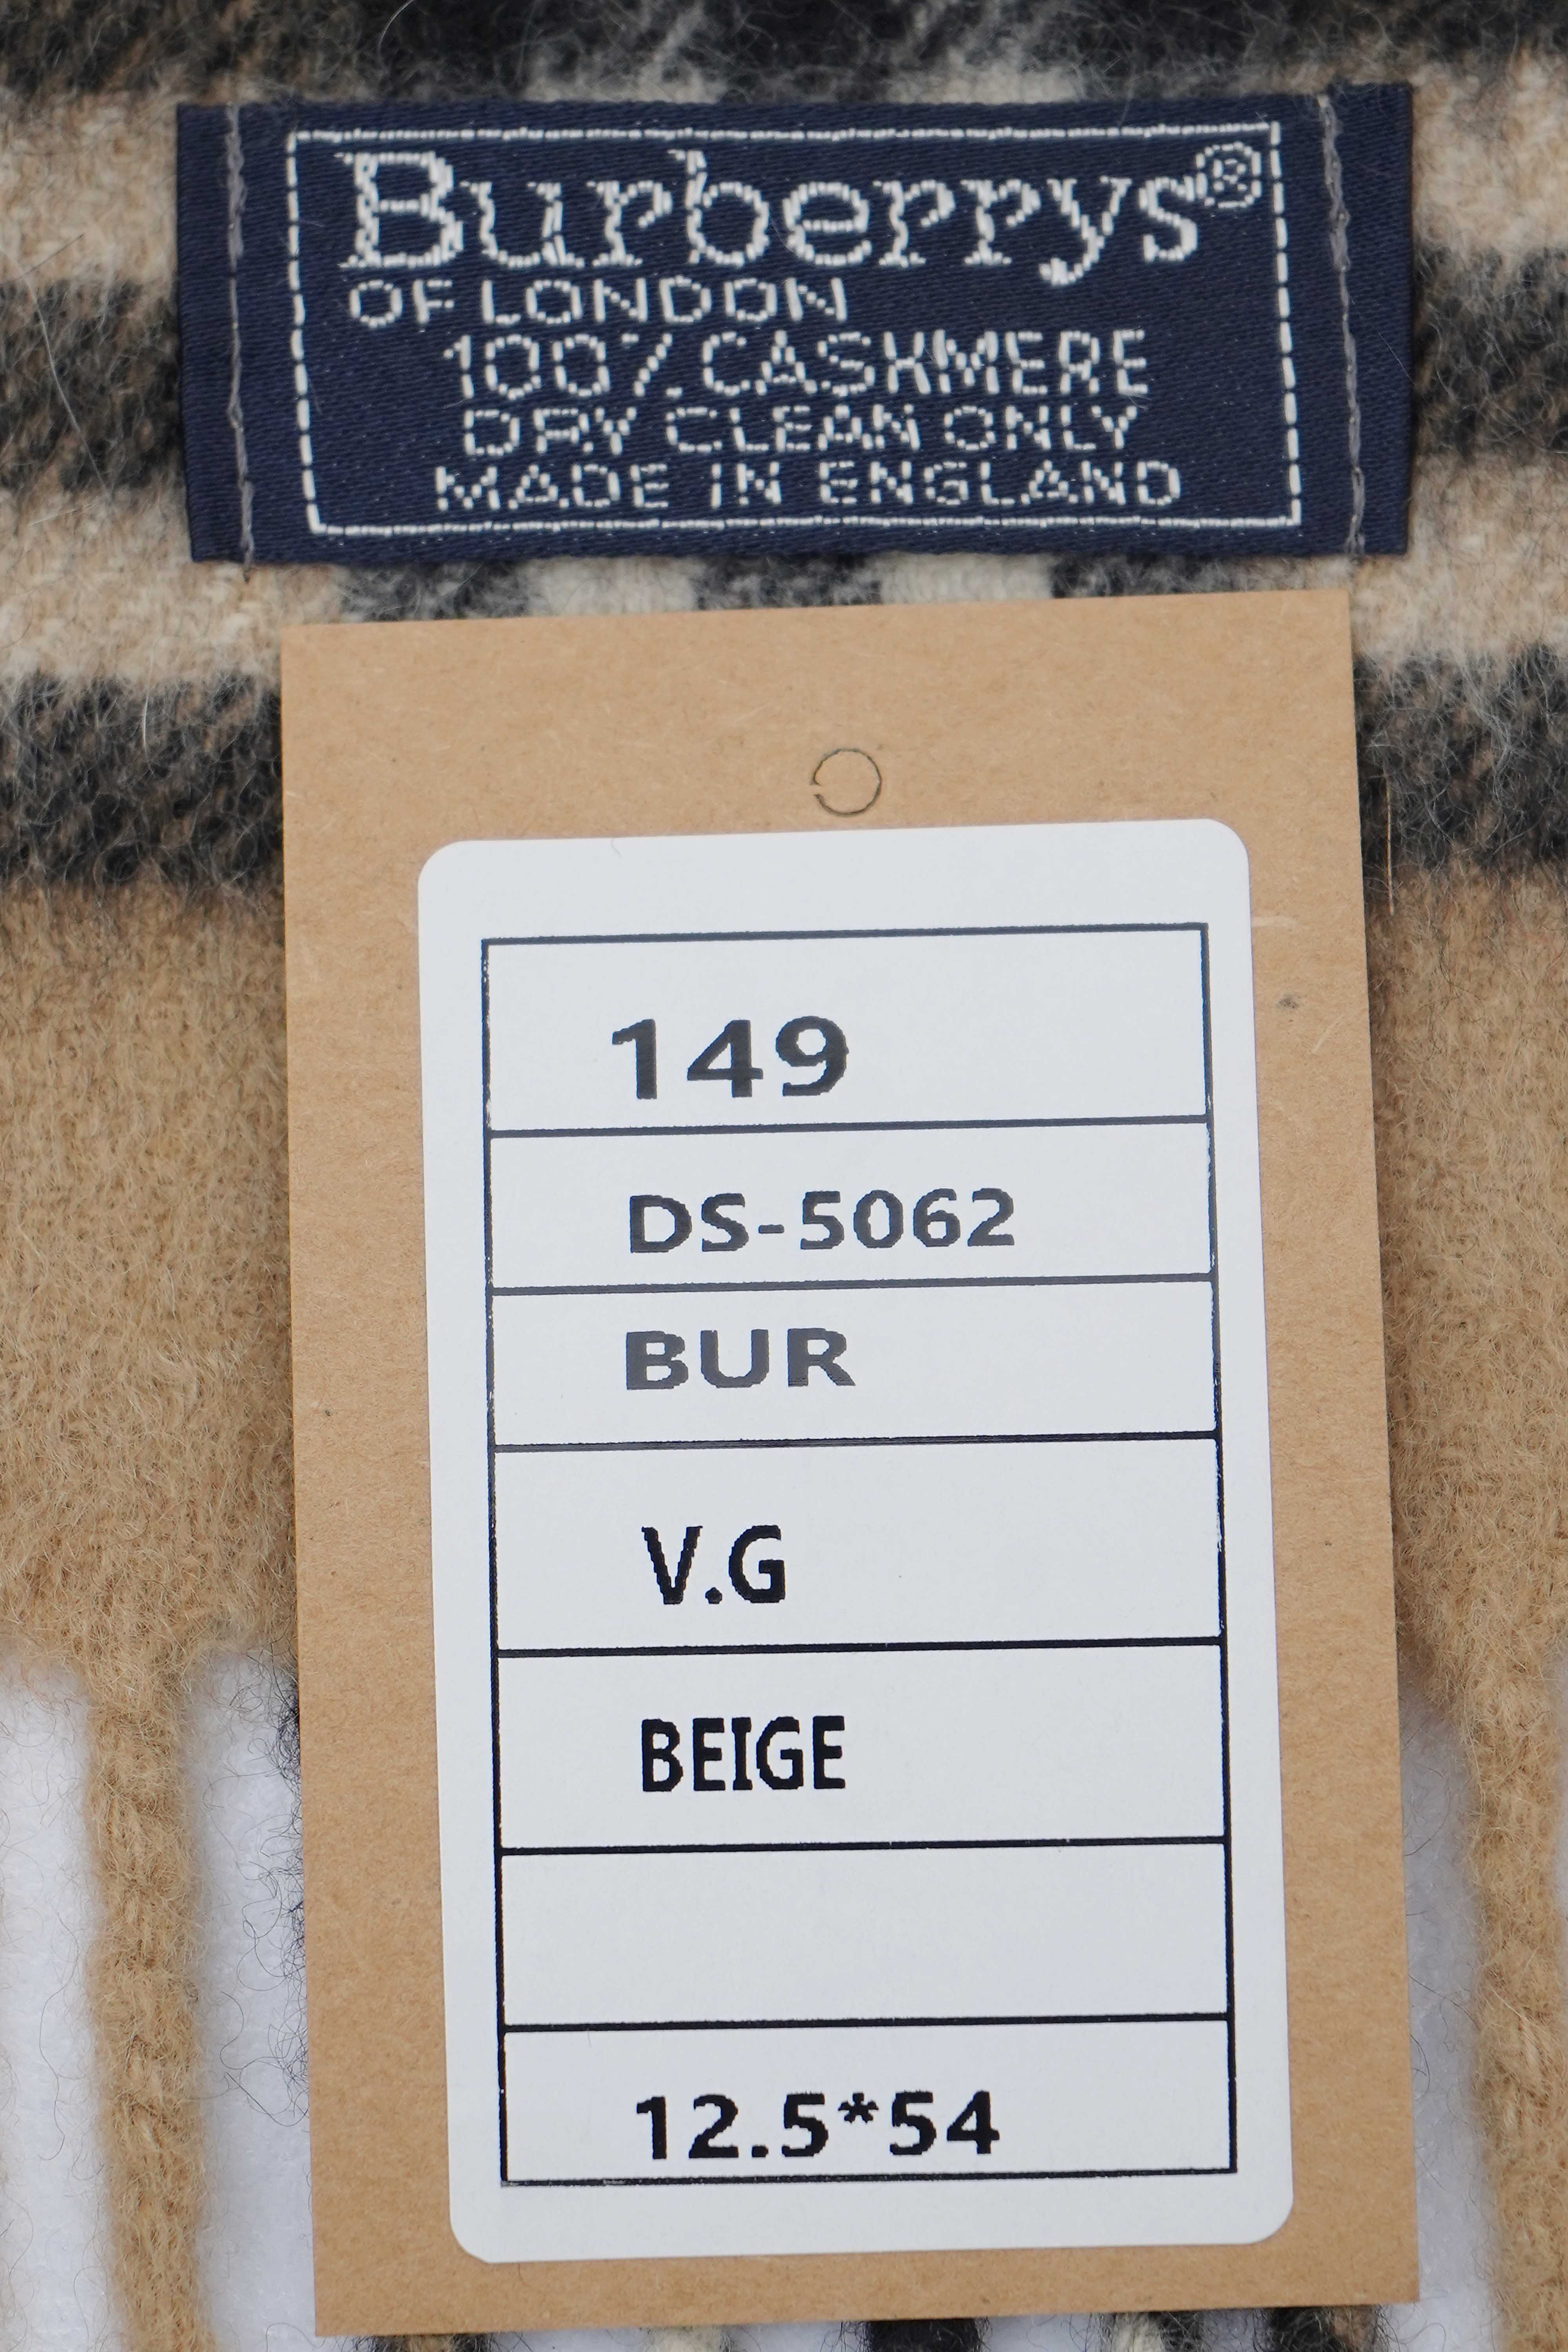 Burberrys®
OF LONDON
100% CASHMERE
DRY CLEAN ONLY
MADE IN ENGLAND
149
DS-5062
BUR
V.G
BEIGE
12.5*54